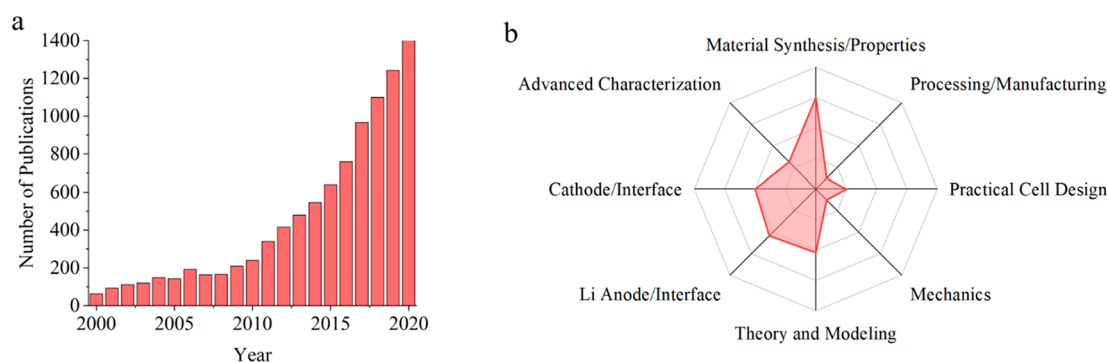 a
1400
1200
1000
800
600
400
200
0
Number of Publications
2000
2005
2010
2015
2020
Year
b
Material Synthesis/Properties
Advanced Characterization
Processing/Manufacturing
Cathode/Interface
Practical Cell Design
Li Anode/Interface
Mechanics
Theory and Modeling